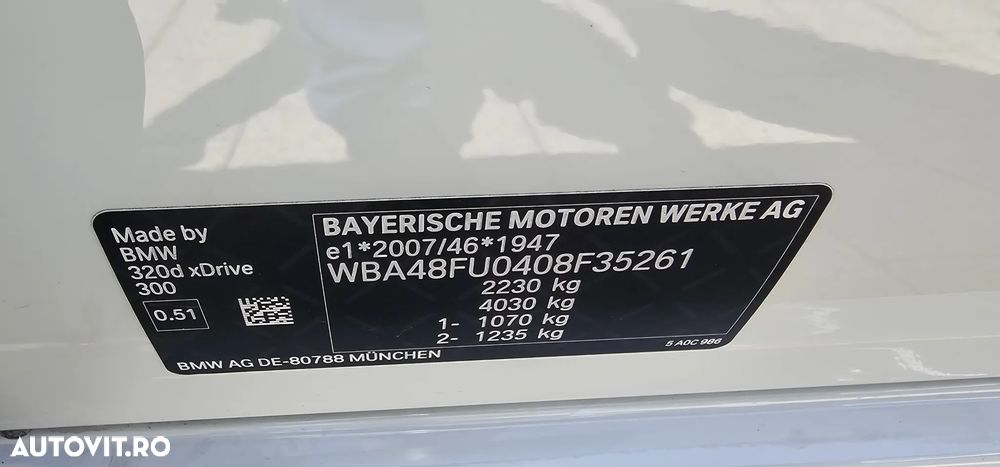 Made by
BMW
320d xDrive
300
0.51
BAYERISCHE MOTOREN WERKE AG
e1*2007/46*1947
WBA48FU0408F35261
2230 kg
4030 kg
1- 1070 kg
2- 1235 kg
BMW AG DE-80788 MÜNCHEN
5 A0C 986
AUTOVIT.RO